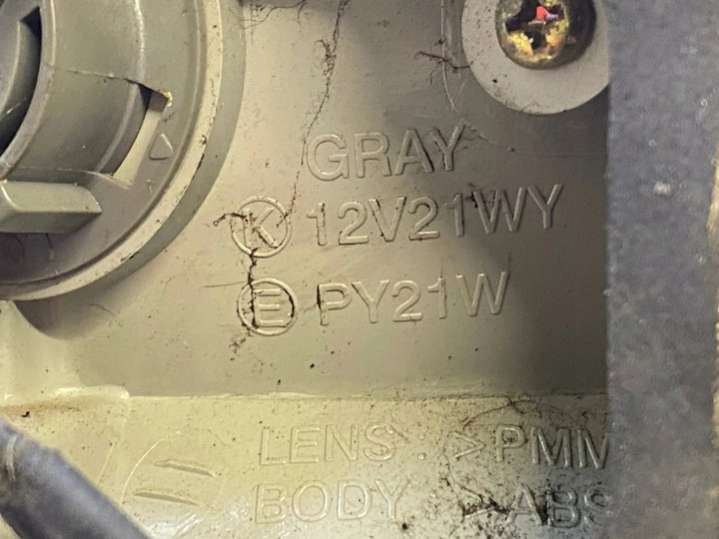 GRAY
K 12V21WY
E PY21W
LENS : >PMM
BODY : >ABS